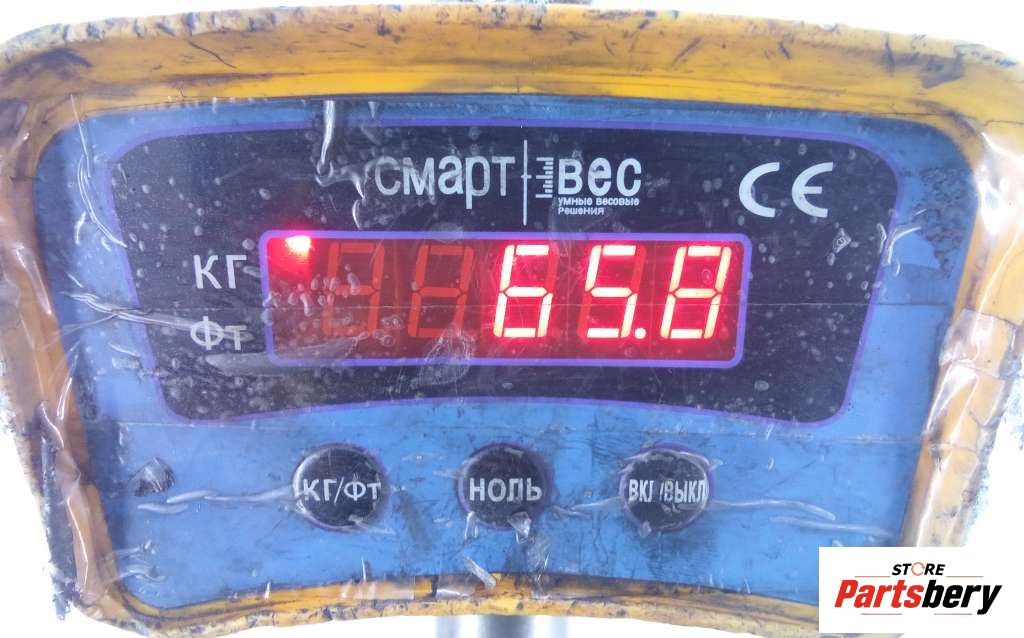 смарт вес
умные весовые
Решения
CE
КГ
65.8
Фт
КГ/ФТ
НОЛЬ
ВКЛ/ВЫКЛ
STORE
Partsbery